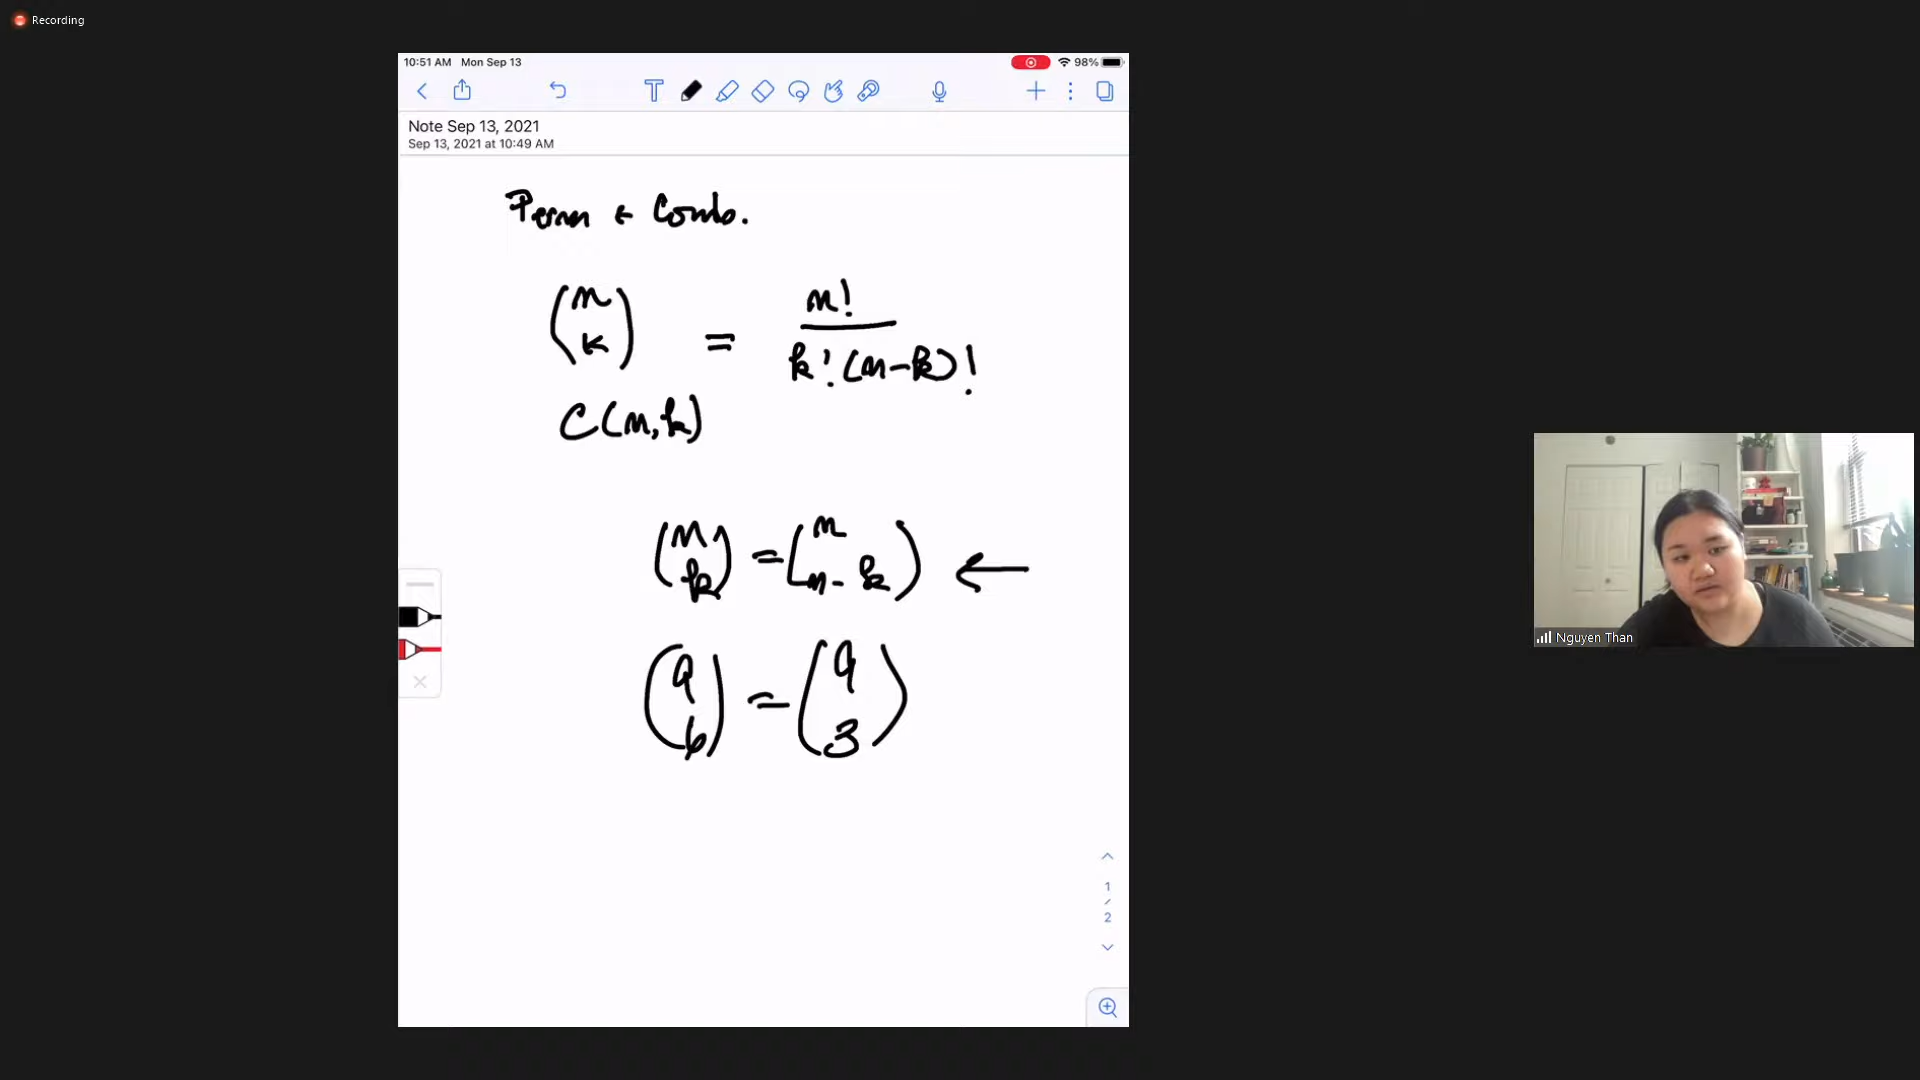 Recording
10:51 AM Mon Sep 13
98%
T
Note Sep 13, 2021
Sep 13, 2021 at 10:49 AM
Perm + Comb.
(n k) = n! / k!(n-k)!
C(n,k)
(n k) = (n n-k) ←
(9 6) = (9 3)
1
/
2
Nguyen Than